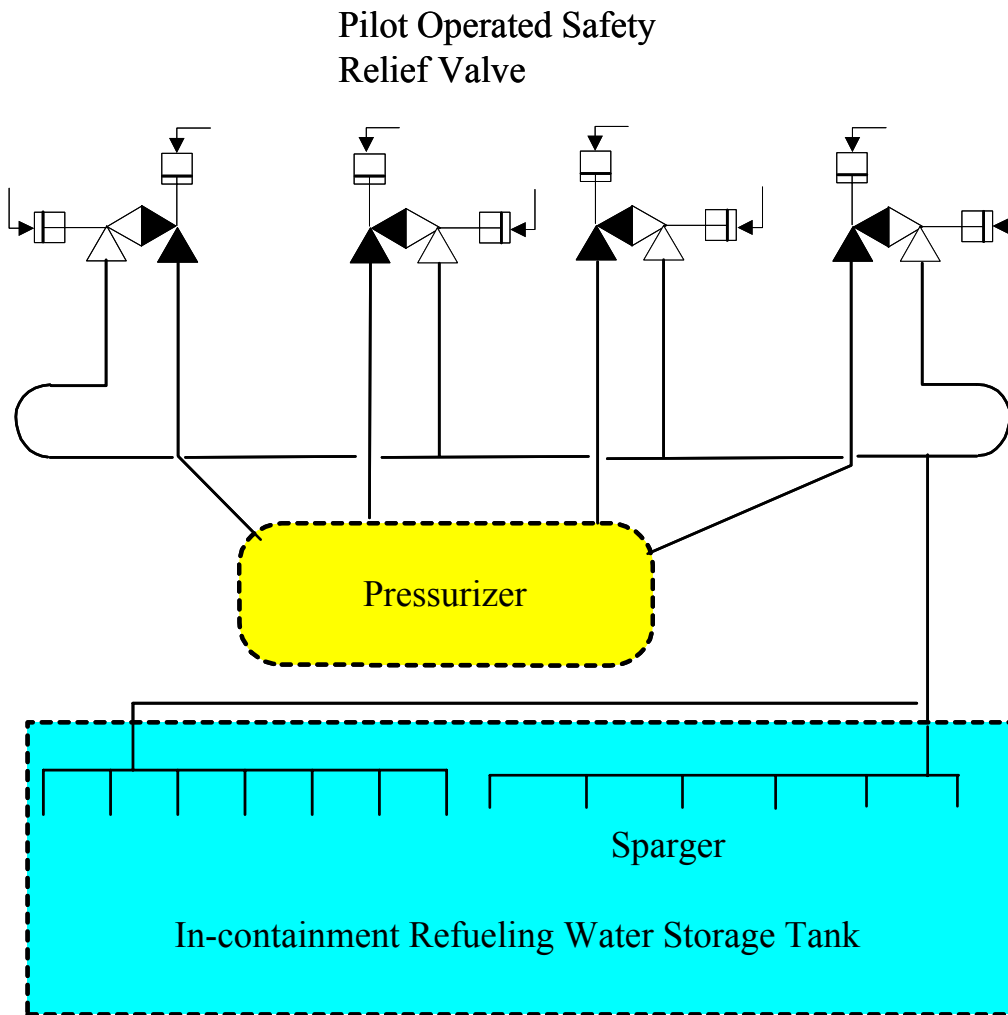 Pilot Operated Safety
Relief Valve
Pressurizer
Sparger
In-containment Refueling Water Storage Tank